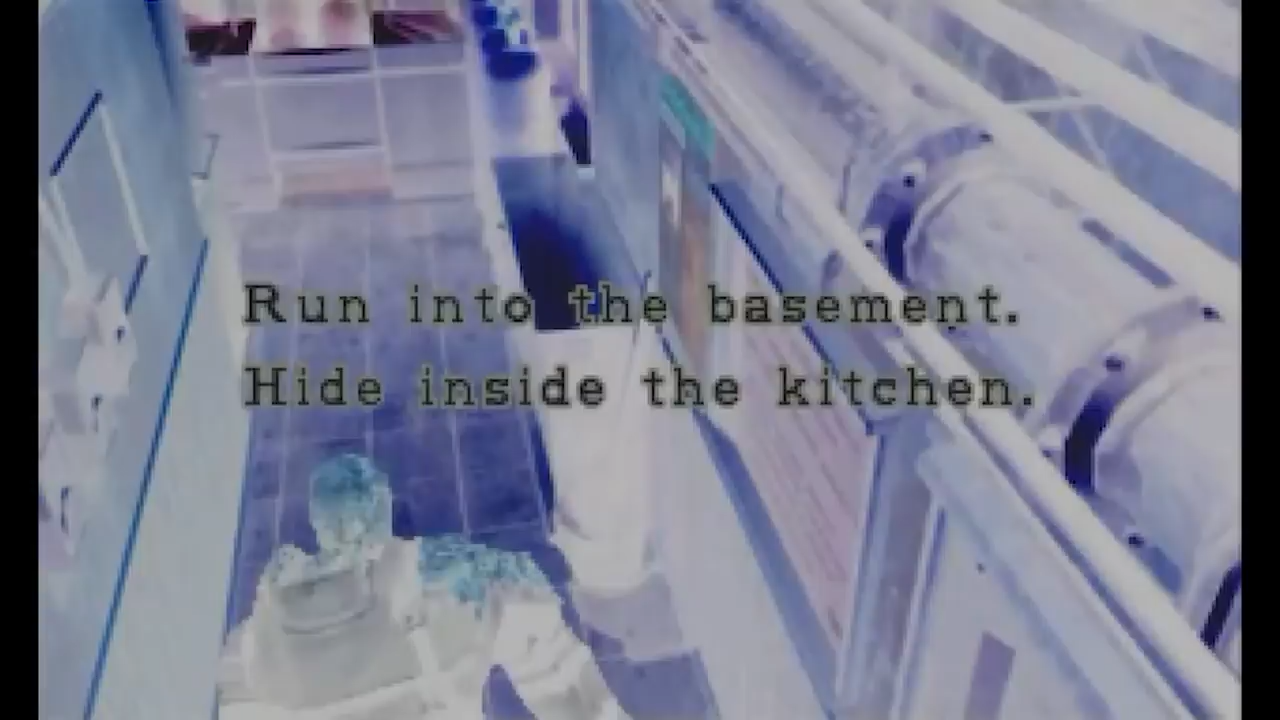 Run into the basement.
Hide inside the kitchen.